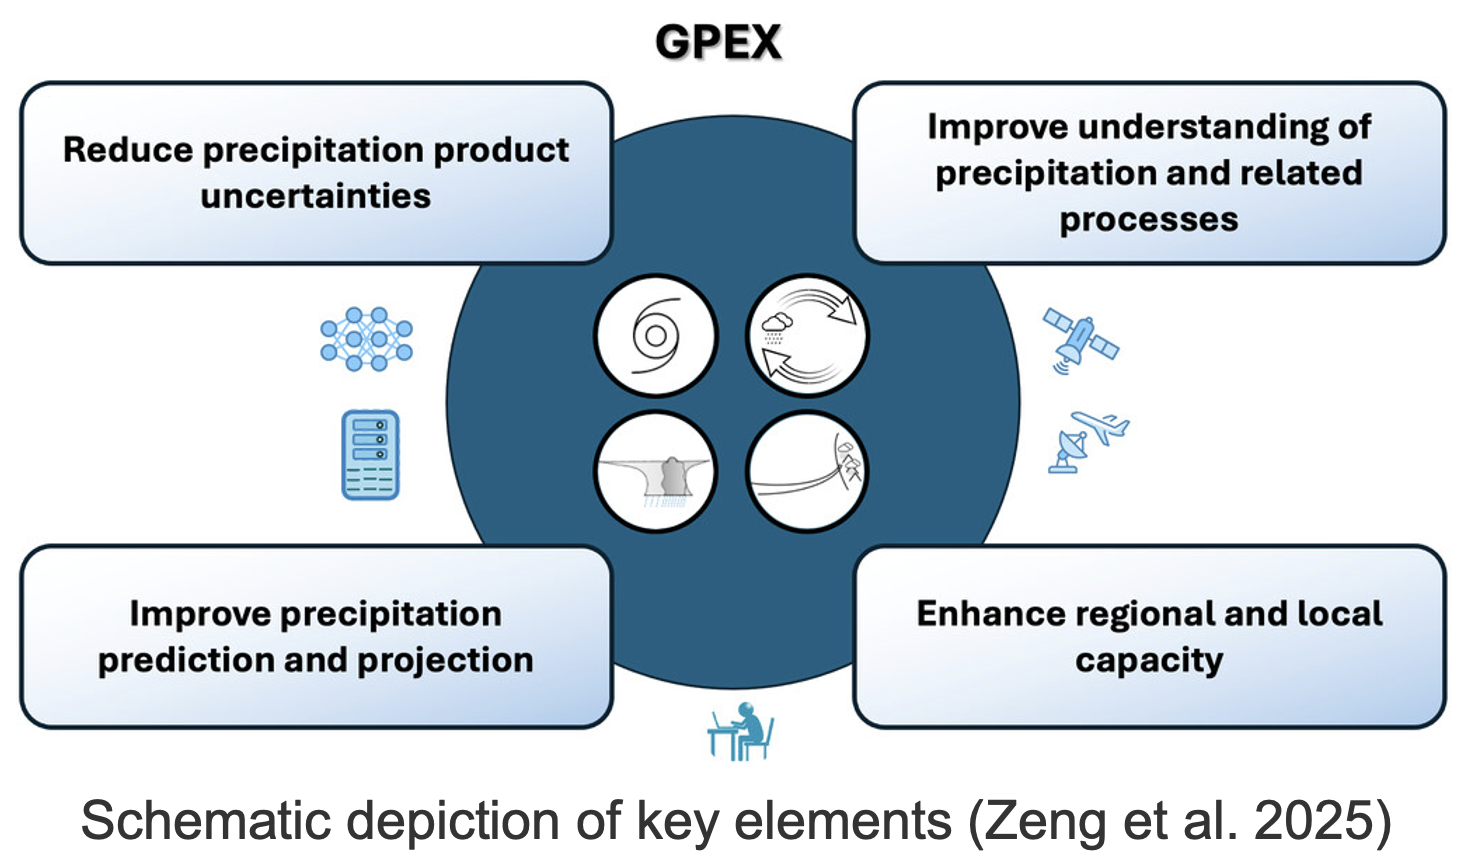 GPEX
Reduce precipitation product
uncertainties
Improve understanding of
precipitation and related
processes
Improve precipitation
prediction and projection
Enhance regional and local
capacity
Schematic depiction of key elements (Zeng et al. 2025)